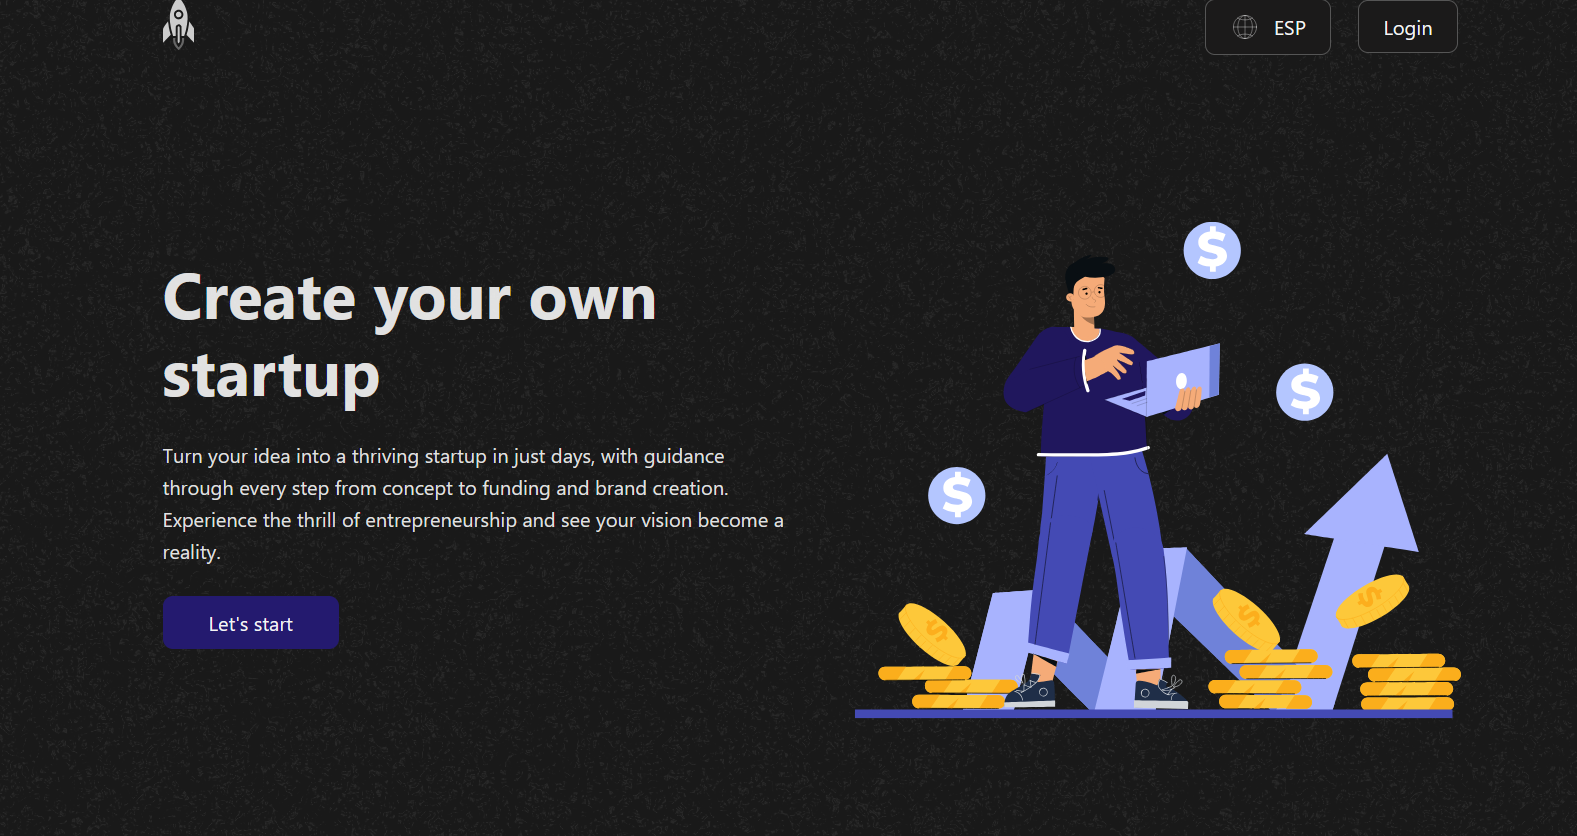 ESP
Login
Create your own
startup
Turn your idea into a thriving startup in just days, with guidance
through every step from concept to funding and brand creation.
Experience the thrill of entrepreneurship and see your vision become a
reality.
Let's start
$
$
$
$
$
$